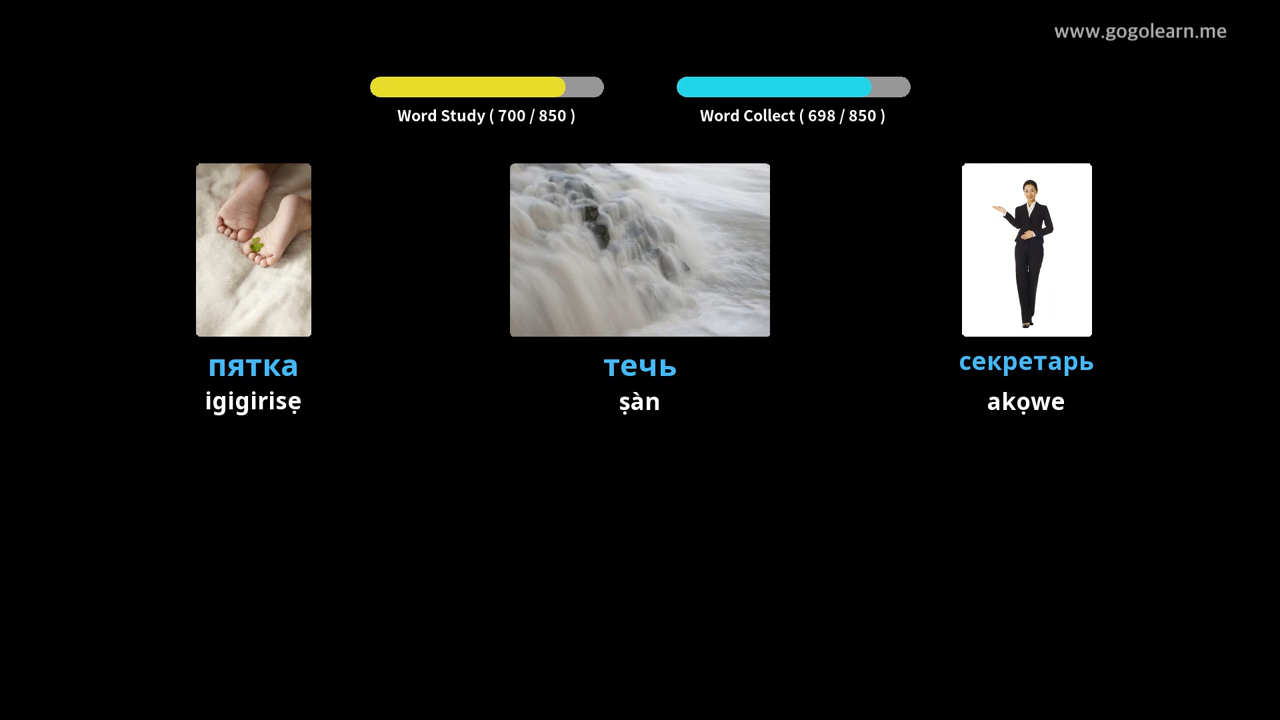 www.gogolearn.me
Word Study ( 700 / 850 )
Word Collect ( 698 / 850 )
пятка
igigirisẹ
течь
ṣàn
секретарь
akọwe